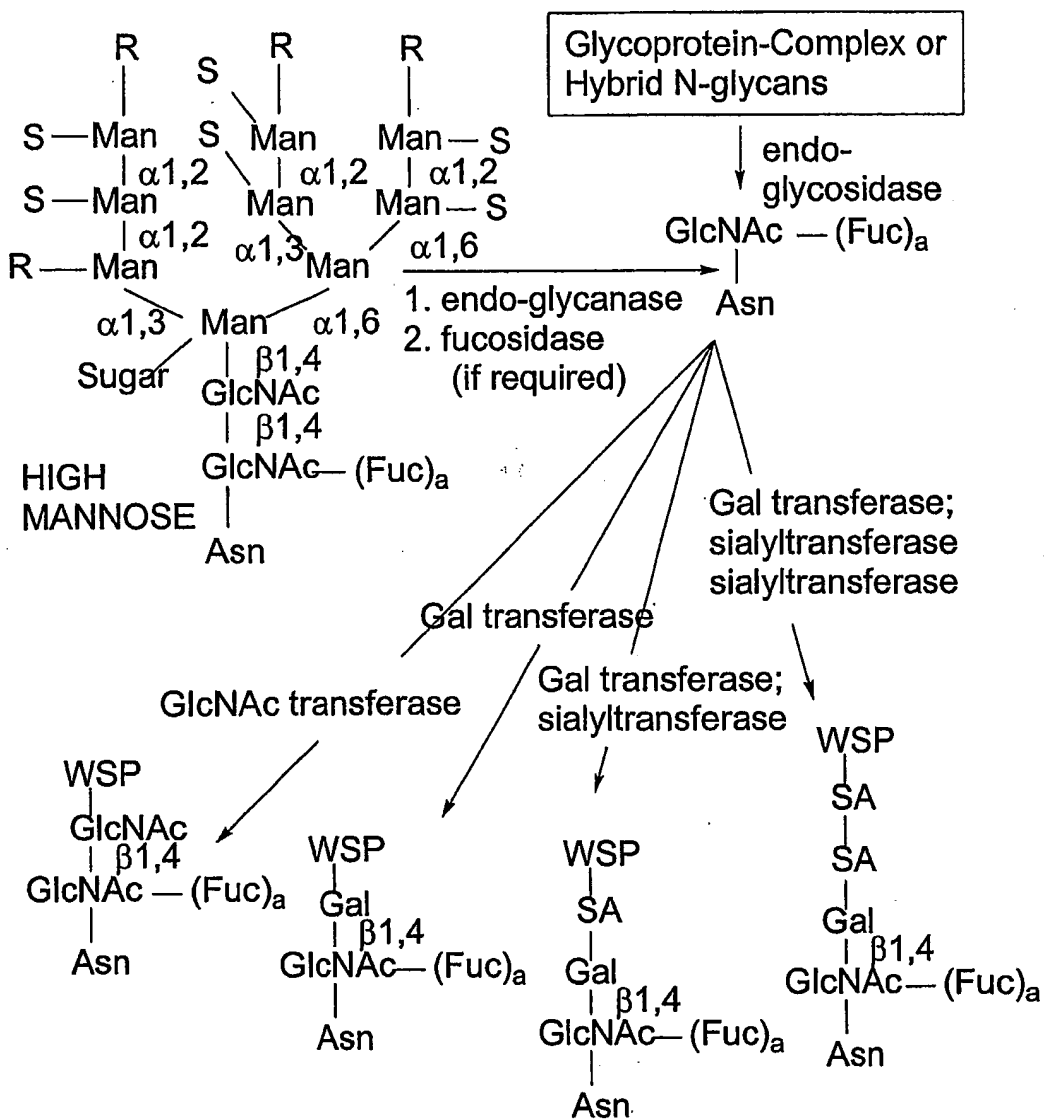 Glycoprotein-Complex or
Hybrid N-glycans
endo-
glycosidase
GlcNAc — (Fuc)a
Asn
R
R
R
S
S — Man
Man
Man — S
α1,2
S
α1,2
α1,2
S — Man
Man
Man — S
α1,2
α1,3
α1,6
R — Man
Man
α1,3
Man
α1,6
Sugar
β1,4
GlcNAc
β1,4
GlcNAc — (Fuc)a
HIGH
MANNOSE
Asn
1. endo-glycanase
2. fucosidase
(if required)
Gal transferase;
sialyltransferase
sialyltransferase
Gal transferase
Gal transferase;
sialyltransferase
GlcNAc transferase
WSP
GlcNAc
β1,4
GlcNAc — (Fuc)a
Asn
WSP
Gal
β1,4
GlcNAc — (Fuc)a
Asn
WSP
SA
Gal
β1,4
GlcNAc — (Fuc)a
Asn
WSP
SA
SA
Gal
β1,4
GlcNAc — (Fuc)a
Asn